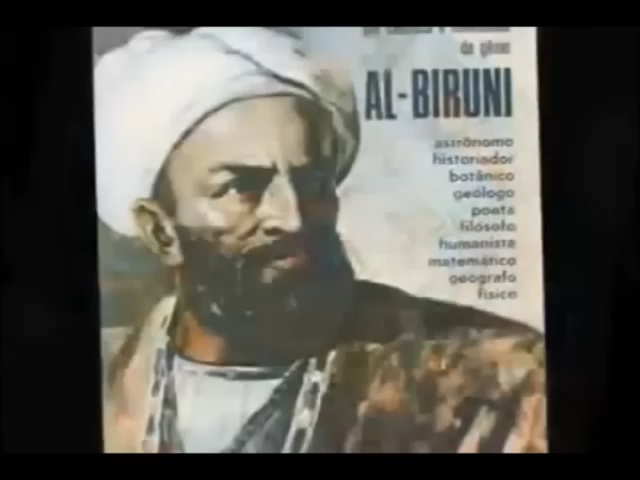 do gênio
AL-BIRUNI
astrônomo
historiador
botânico
geólogo
poeta
filósofo
humanista
matemático
geógrafo
físico